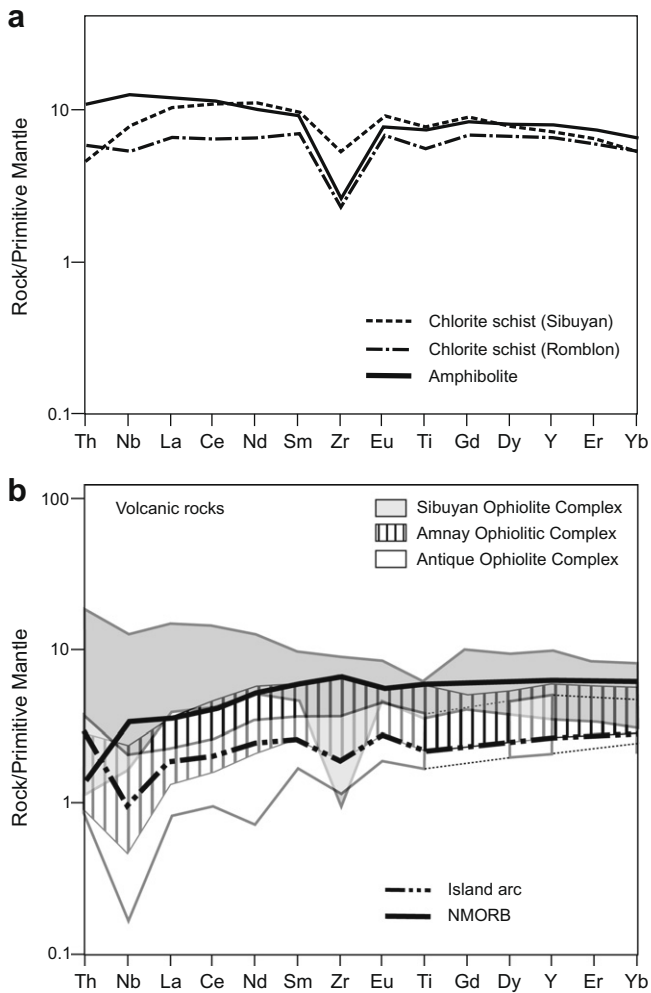 a
10
1
0.1
Rock/Primitive Mantle
Chlorite schist (Sibuyan)
Chlorite schist (Romblon)
Amphibolite
Th Nb La Ce Nd Sm Zr Eu Ti Gd Dy Y Er Yb
b
100
10
1
0.1
Rock/Primitive Mantle
Volcanic rocks
Sibuyan Ophiolite Complex
Amnay Ophiolitic Complex
Antique Ophiolite Complex
Island arc
NMORB
Th Nb La Ce Nd Sm Zr Eu Ti Gd Dy Y Er Yb